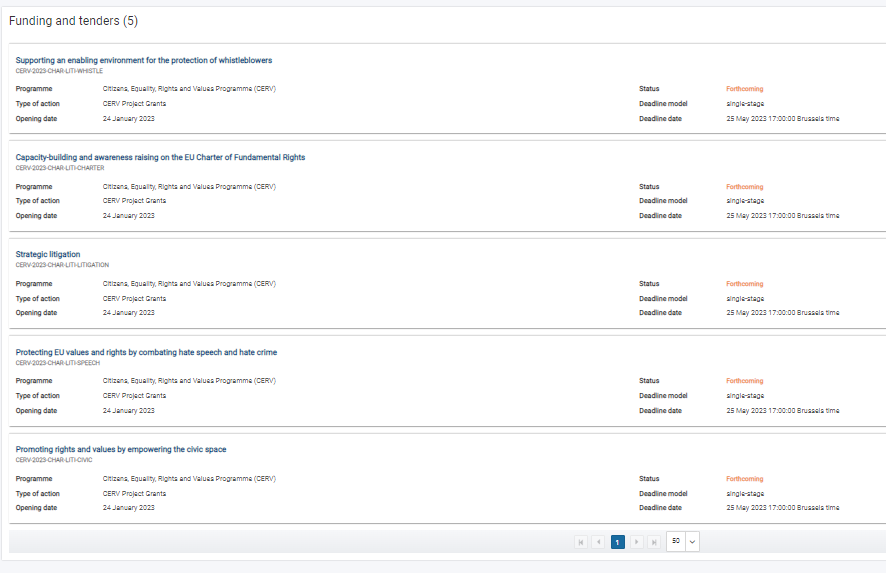 Funding and tenders (5)
Supporting an enabling environment for the protection of whistleblowers
CERV-2023-CHAR-LITI-WHISTLE
Programme Citizens, Equality, Rights and Values Programme (CERV) Status Forthcoming
Type of action CERV Project Grants Deadline model single-stage
Opening date 24 January 2023 Deadline date 25 May 2023 17:00:00 Brussels time
Capacity-building and awareness raising on the EU Charter of Fundamental Rights
CERV-2023-CHAR-LITI-CHARTER
Programme Citizens, Equality, Rights and Values Programme (CERV) Status Forthcoming
Type of action CERV Project Grants Deadline model single-stage
Opening date 24 January 2023 Deadline date 25 May 2023 17:00:00 Brussels time
Strategic litigation
CERV-2023-CHAR-LITI-LITIGATION
Programme Citizens, Equality, Rights and Values Programme (CERV) Status Forthcoming
Type of action CERV Project Grants Deadline model single-stage
Opening date 24 January 2023 Deadline date 25 May 2023 17:00:00 Brussels time
Protecting EU values and rights by combating hate speech and hate crime
CERV-2023-CHAR-LITI-SPEECH
Programme Citizens, Equality, Rights and Values Programme (CERV) Status Forthcoming
Type of action CERV Project Grants Deadline model single-stage
Opening date 24 January 2023 Deadline date 25 May 2023 17:00:00 Brussels time
Promoting rights and values by empowering the civic space
CERV-2023-CHAR-LITI-CIVIC
Programme Citizens, Equality, Rights and Values Programme (CERV) Status Forthcoming
Type of action CERV Project Grants Deadline model single-stage
Opening date 24 January 2023 Deadline date 25 May 2023 17:00:00 Brussels time
1 50